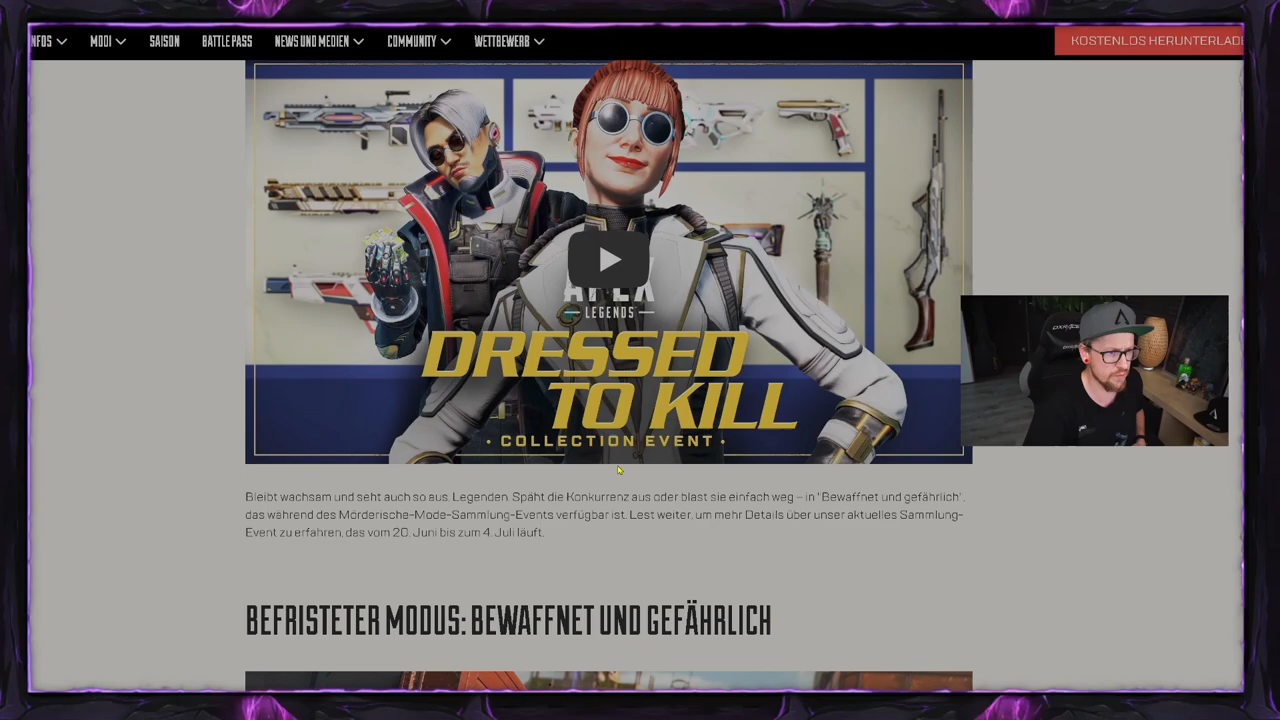 NFOS MODI SAISON BATTLE PASS NEWS UND MEDIEN COMMUNITY WETTBEWERB KOSTENLOS HERUNTERLADE
APEX
LEGENDS
DRESSED
TO KILL
• COLLECTION EVENT •
Bleibt wachsam und seht auch so aus, Legenden. Späht die Konkurrenz aus oder blast sie einfach weg – in "Bewaffnet und gefährlich",
das während des Mörderische-Mode-Sammlung-Events verfügbar ist. Lest weiter, um mehr Details über unser aktuelles Sammlung-
Event zu erfahren, das vom 20. Juni bis zum 4. Juli läuft.
BEFRISTETER MODUS: BEWAFFNET UND GEFÄHRLICH